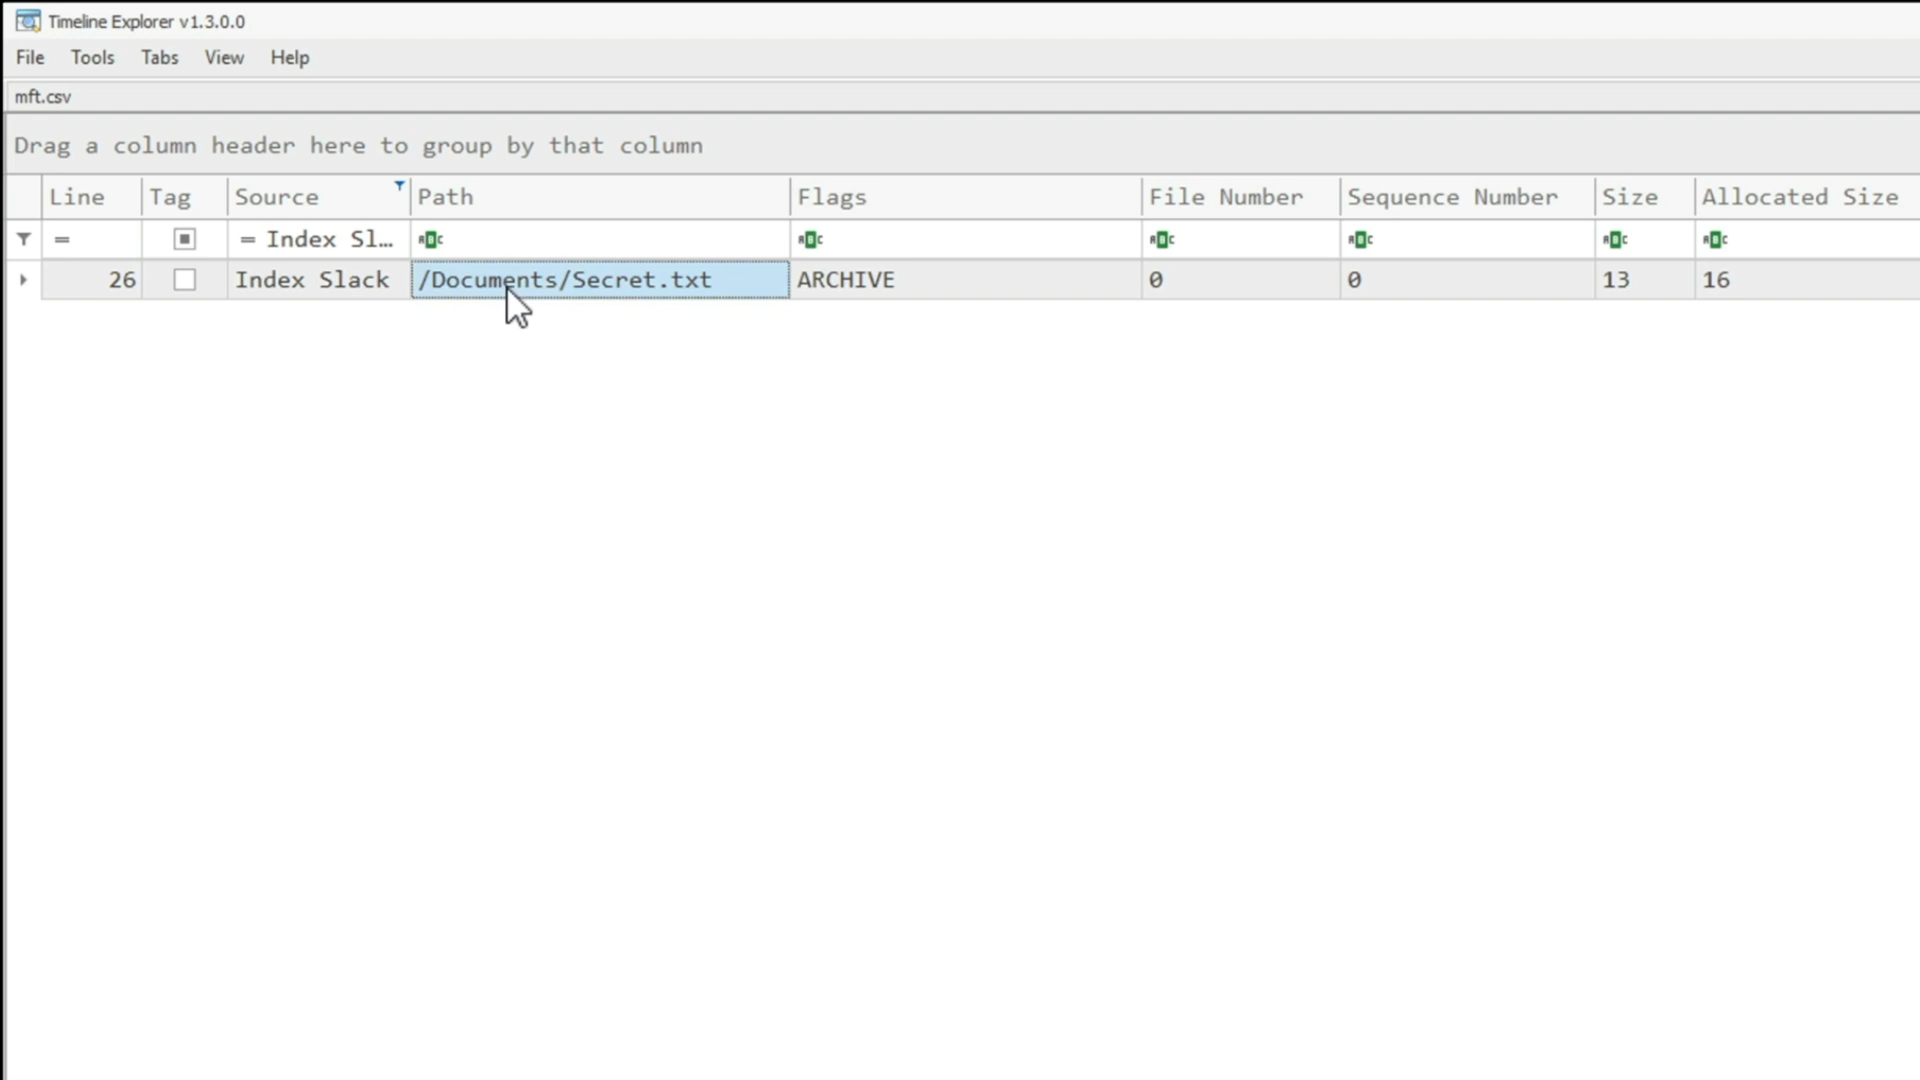 Timeline Explorer v1.3.0.0
File Tools Tabs View Help
mft.csv
Drag a column header here to group by that column
Line Tag Source Path Flags File Number Sequence Number Size Allocated Size
= = Index Sl...
26 Index Slack /Documents/Secret.txt ARCHIVE 0 0 13 16